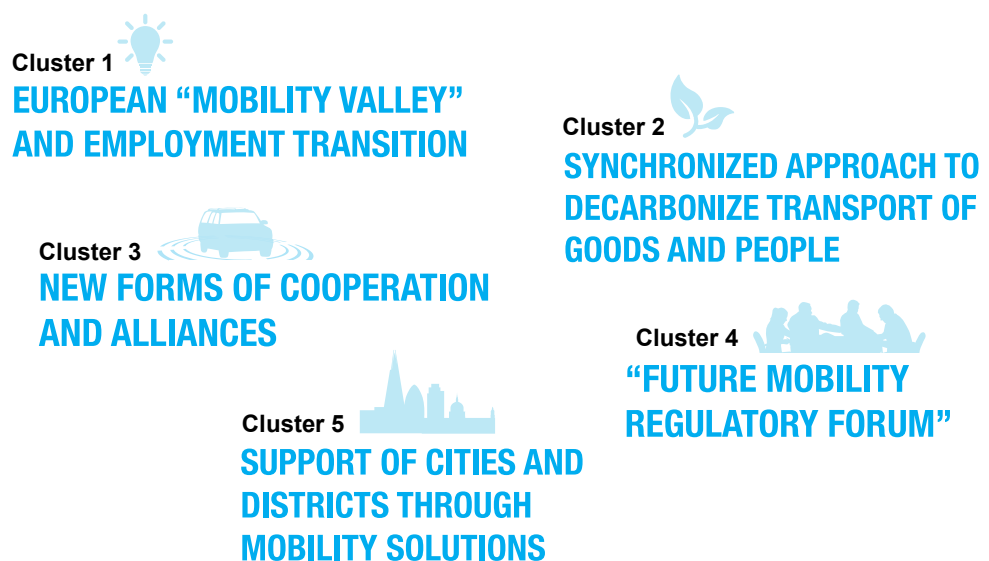 Cluster 1
EUROPEAN “MOBILITY VALLEY”
AND EMPLOYMENT TRANSITION
Cluster 2
SYNCHRONIZED APPROACH TO
DECARBONIZE TRANSPORT OF
GOODS AND PEOPLE
Cluster 3
NEW FORMS OF COOPERATION
AND ALLIANCES
Cluster 4
“FUTURE MOBILITY
REGULATORY FORUM”
Cluster 5
SUPPORT OF CITIES AND
DISTRICTS THROUGH
MOBILITY SOLUTIONS